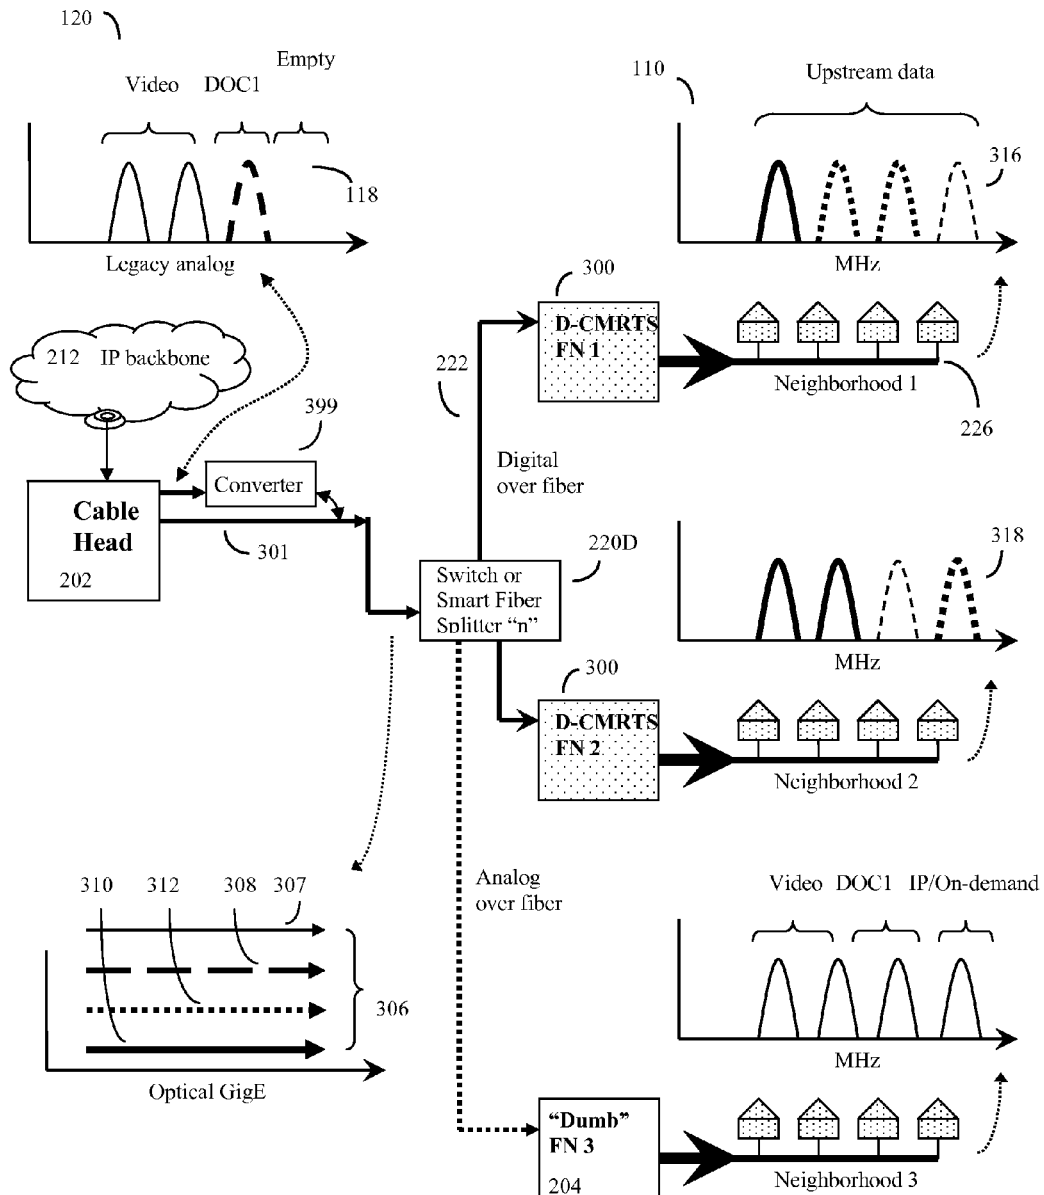 120
Empty
Video DOC1
118
Legacy analog
110
Upstream data
316
MHz
212 IP backbone
300
D-CMRTS
FN 1
222
Neighborhood 1
226
399
Converter
Digital
over fiber
Cable
Head
202
301
220D
Switch or
Smart Fiber
Splitter “n”
318
MHz
300
D-CMRTS
FN 2
Neighborhood 2
310 312 308 307
306
Optical GigE
Analog
over fiber
Video DOC1 IP/On-demand
MHz
“Dumb”
FN 3
204
Neighborhood 3